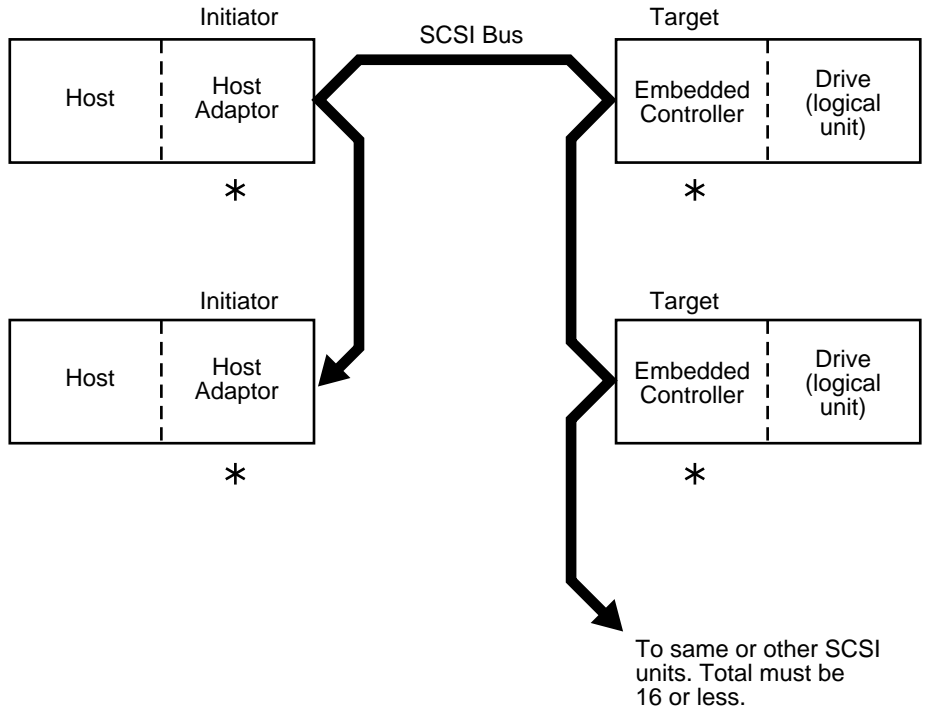 Initiator
SCSI Bus
Target
Host
Host
Adaptor
Embedded
Controller
Drive
(logical
unit)
*
*
Initiator
Target
Host
Host
Adaptor
Embedded
Controller
Drive
(logical
unit)
*
*
To same or other SCSI
units. Total must be
16 or less.